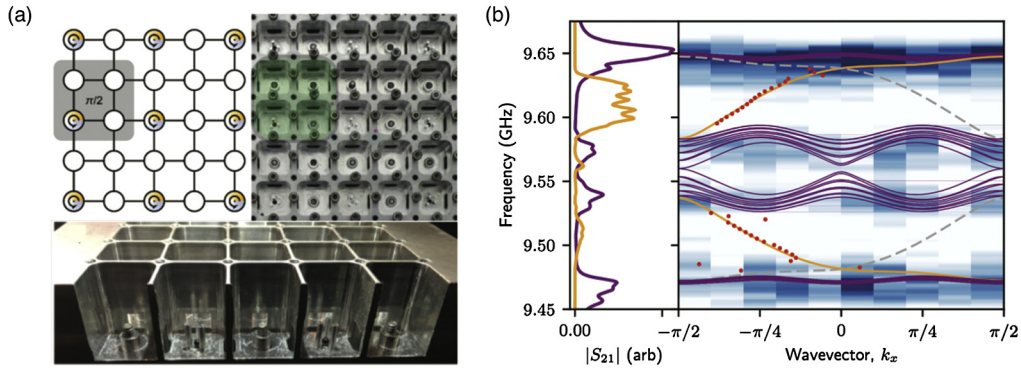 (a)
π/2
(b)
Frequency (GHz)
9.65
9.60
9.55
9.50
9.45
0.00
|S₂₁| (arb)
−π/2
−π/4
0
π/4
π/2
Wavevector, kₓ